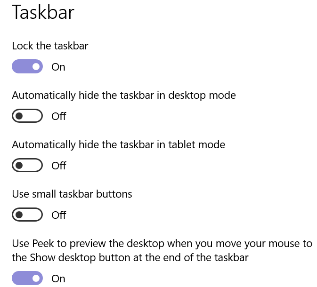 Taskbar
Lock the taskbar
On
Automatically hide the taskbar in desktop mode
Off
Automatically hide the taskbar in tablet mode
Off
Use small taskbar buttons
Off
Use Peek to preview the desktop when you move your mouse to
the Show desktop button at the end of the taskbar
On